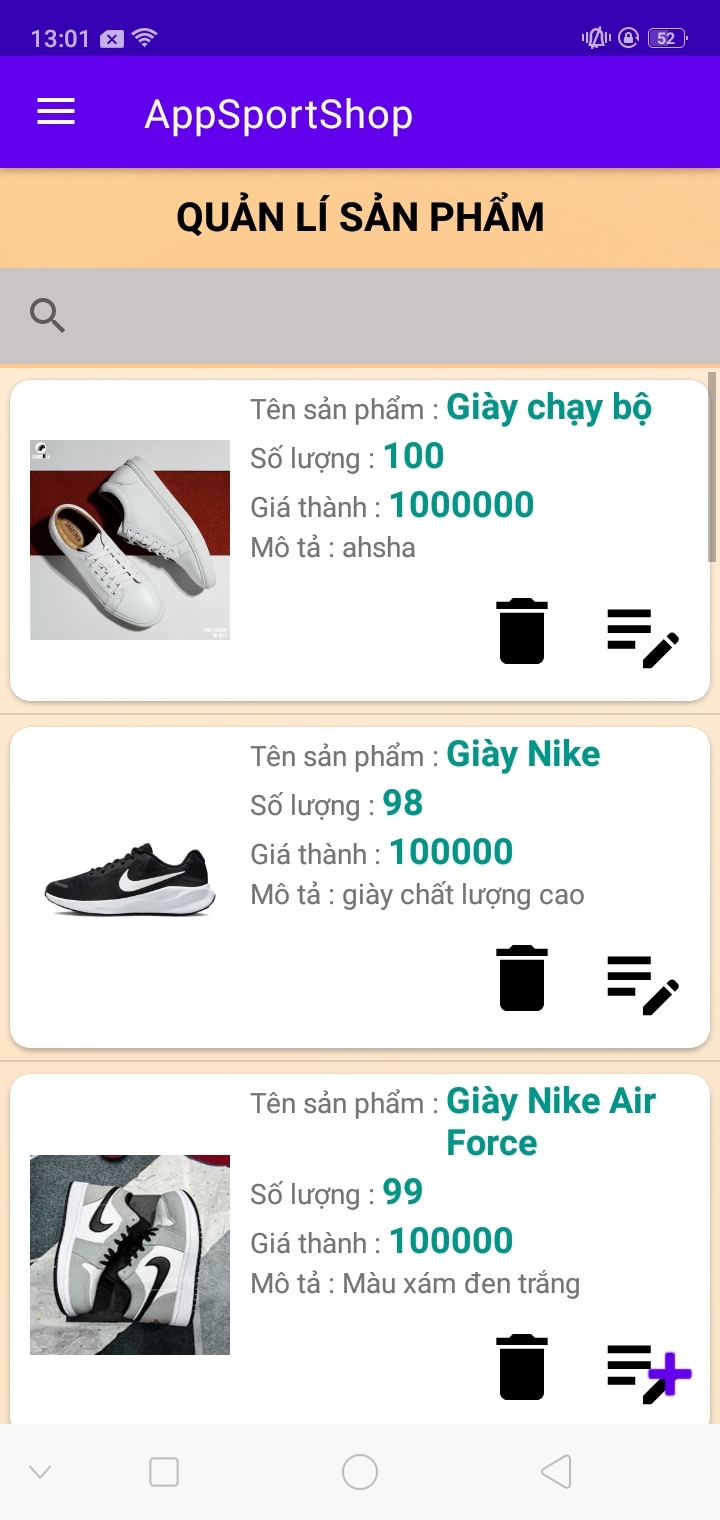 13:01
52
AppSportShop
QUẢN LÍ SẢN PHẨM
Tên sản phẩm : Giày chạy bộ
Số lượng : 100
Giá thành : 1000000
Mô tả : ahsha
Tên sản phẩm : Giày Nike
Số lượng : 98
Giá thành : 100000
Mô tả : giày chất lượng cao
Tên sản phẩm : Giày Nike Air
Force
Số lượng : 99
Giá thành : 100000
Mô tả : Màu xám đen trắng